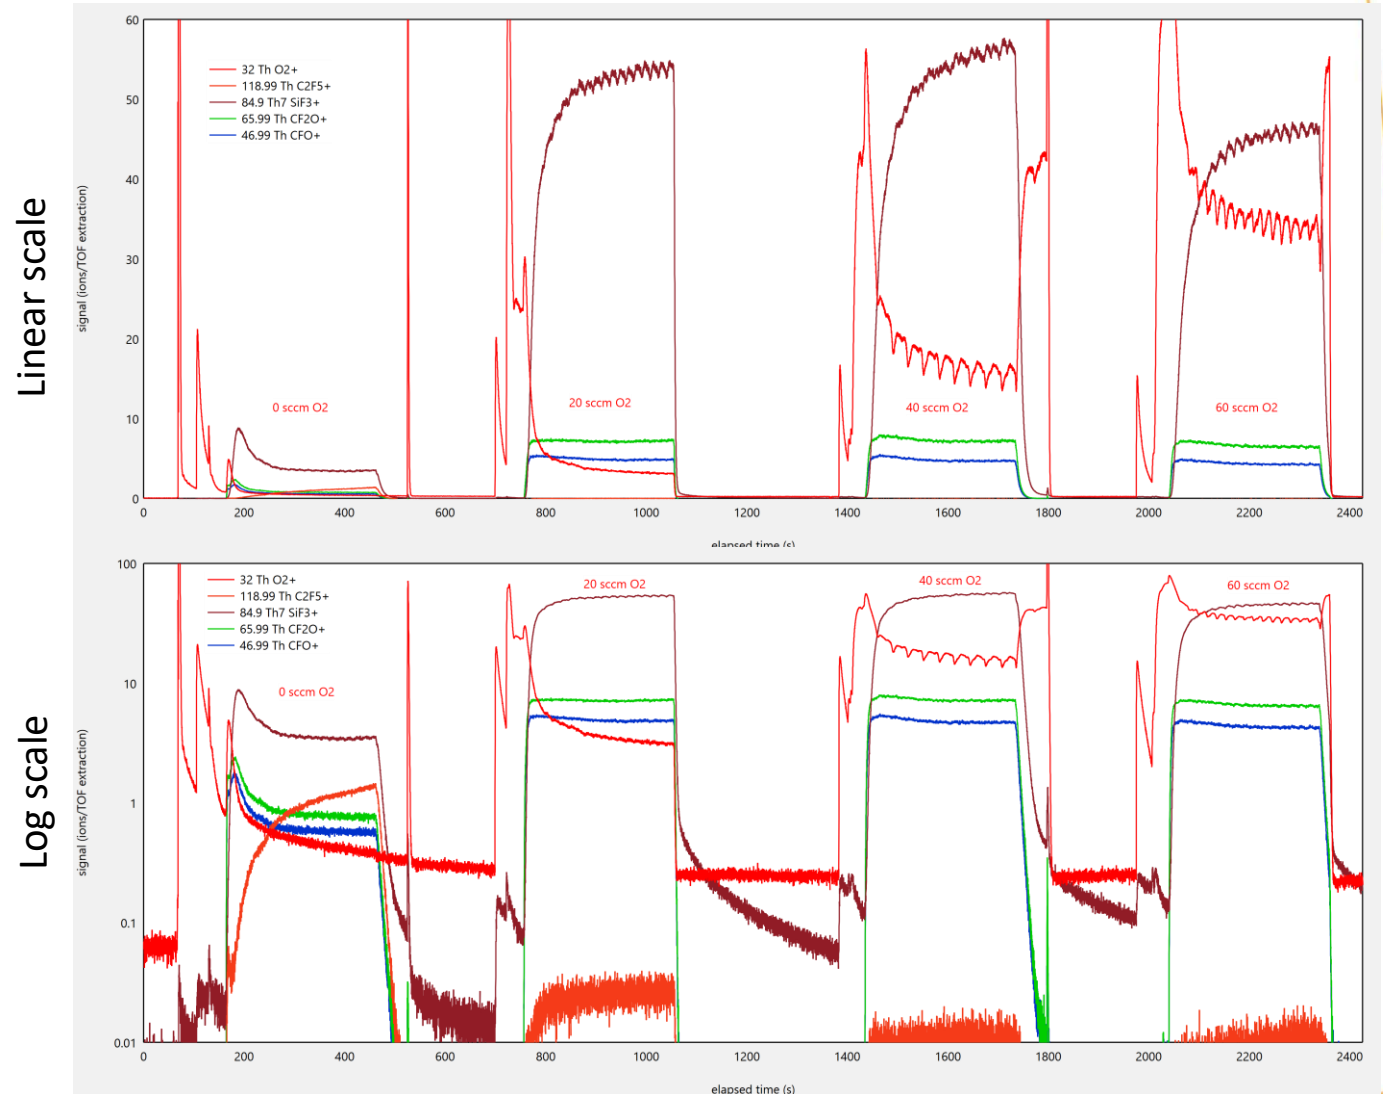 Linear scale
60
50
40
30
20
10
0
signal (ions/TOF extraction)
32 Th O2+
118.99 Th C2F5+
84.9 Th7 SiF3+
65.99 Th CF2O+
46.99 Th CFO+
0 sccm O2
20 sccm O2
40 sccm O2
60 sccm O2
0 200 400 600 800 1000 1200 1400 1600 1800 2000 2200 2400
elapsed time (s)
Log scale
100
10
1
0.1
0.01
signal (ions/TOF extraction)
32 Th O2+
118.99 Th C2F5+
84.9 Th7 SiF3+
65.99 Th CF2O+
46.99 Th CFO+
0 sccm O2
20 sccm O2
40 sccm O2
60 sccm O2
0 200 400 600 800 1000 1200 1400 1600 1800 2000 2200 2400
elapsed time (s)